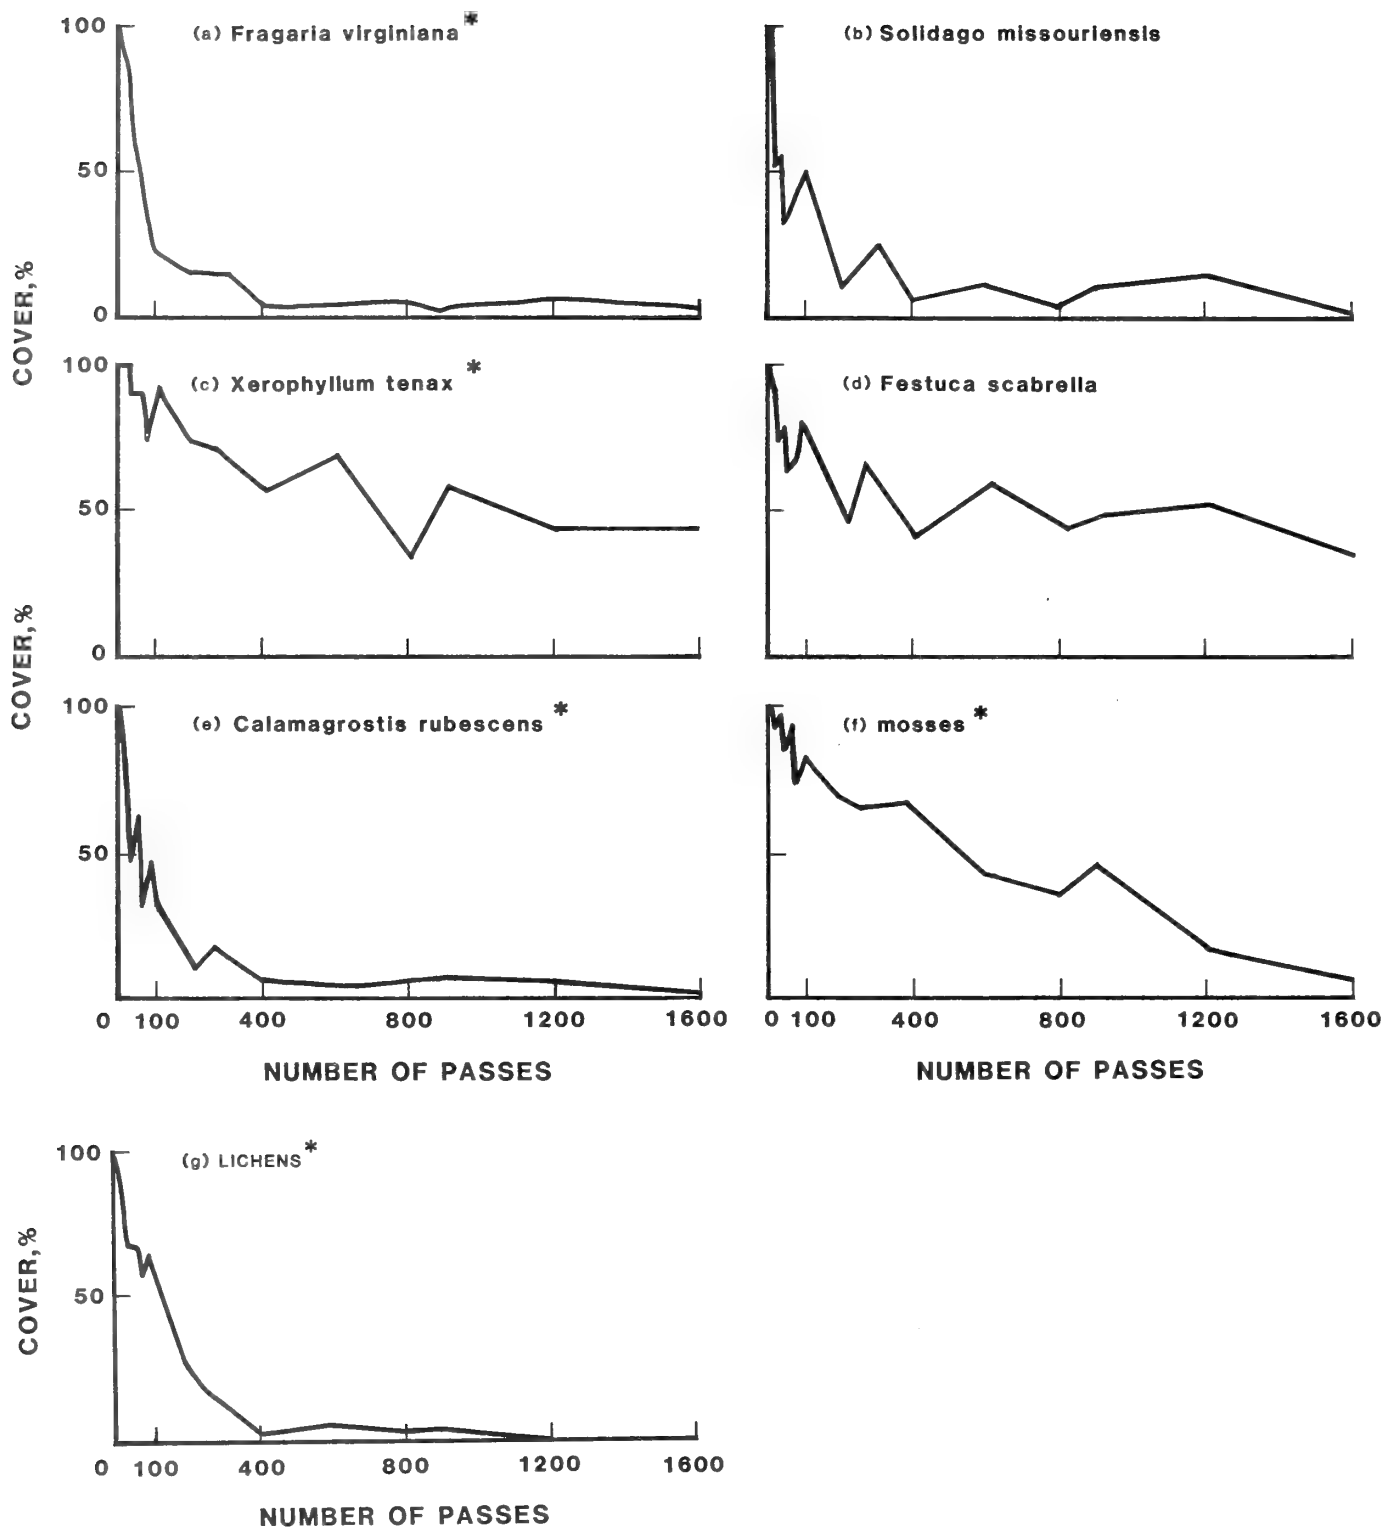 100
(a) Fragaria virginiana*
50
0
COVER,%
(b) Solidago missouriensis
100
(c) Xerophyllum tenax *
50
0
COVER,%
(d) Festuca scabrella
100
(e) Calamagrostis rubescens *
50
0 100 400 800 1200 1600
NUMBER OF PASSES
(f) mosses *
0 100 400 800 1200 1600
NUMBER OF PASSES
100
(g) LICHENS*
50
COVER,%
0 100 400 800 1200 1600
NUMBER OF PASSES